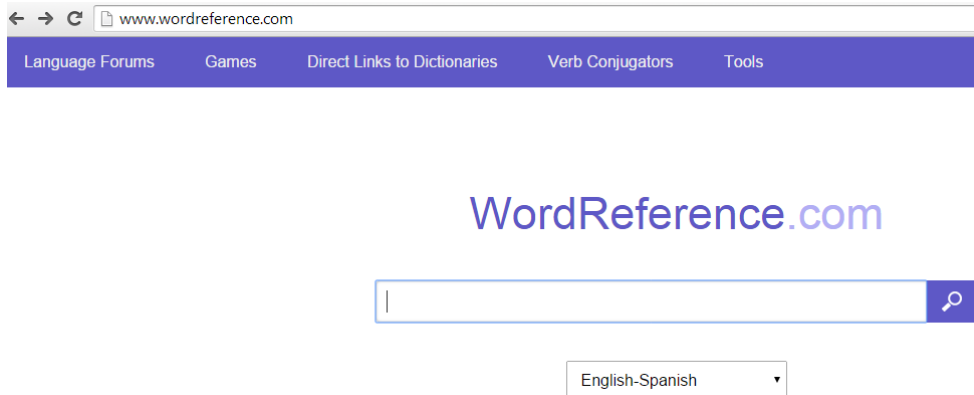 www.wordreference.com
Language Forums Games Direct Links to Dictionaries Verb Conjugators Tools
WordReference.com
English-Spanish